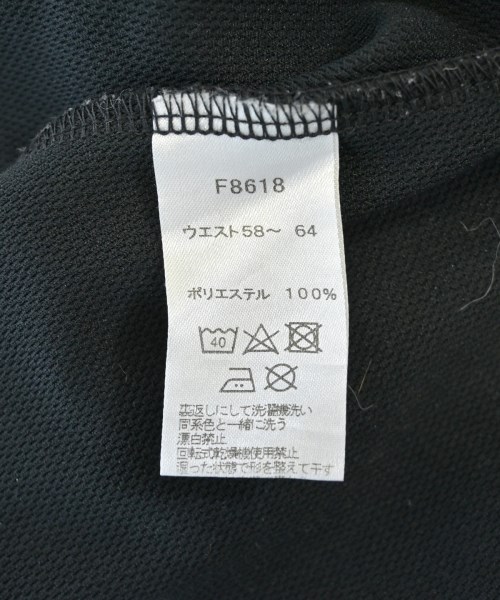 F8618
ウエスト58～ 64
ポリエステル 100%
40
裏返しにして洗濯機洗い
同系色と一緒に洗う
漂白禁止
回転式乾燥機使用禁止
湿った状態で形を整えて干す